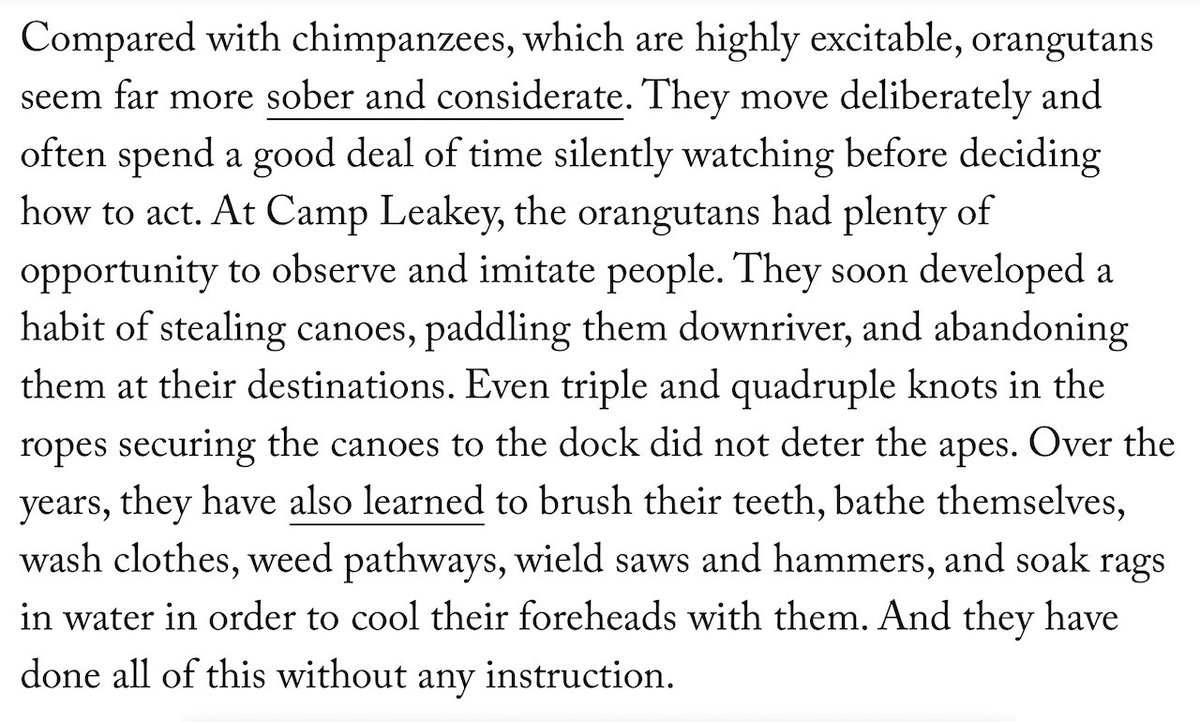 Compared with chimpanzees, which are highly excitable, orangutans
seem far more sober and considerate. They move deliberately and
often spend a good deal of time silently watching before deciding
how to act. At Camp Leakey, the orangutans had plenty of
opportunity to observe and imitate people. They soon developed a
habit of stealing canoes, paddling them downriver, and abandoning
them at their destinations. Even triple and quadruple knots in the
ropes securing the canoes to the dock did not deter the apes. Over the
years, they have also learned to brush their teeth, bathe themselves,
wash clothes, weed pathways, wield saws and hammers, and soak rags
in water in order to cool their foreheads with them. And they have
done all of this without any instruction.